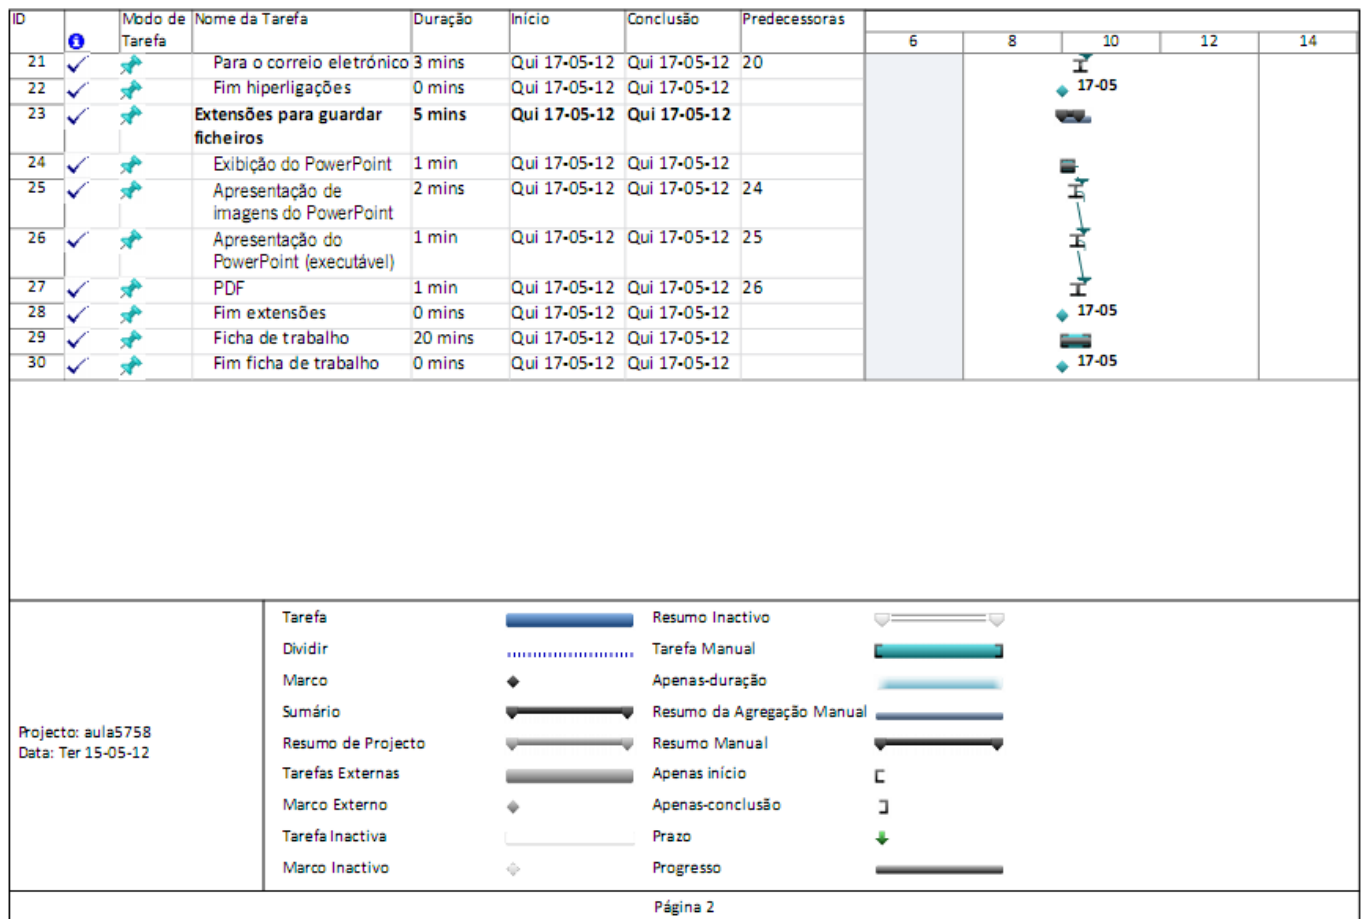 ID Modo de Tarefa Nome da Tarefa Duração Início Conclusão Predecessoras
6 8 10 12 14
21 Para o correio eletrónico 3 mins Qui 17-05-12 Qui 17-05-12 20
22 Fim hiperligações 0 mins Qui 17-05-12 Qui 17-05-12 17-05
23 Extensões para guardar 5 mins Qui 17-05-12 Qui 17-05-12
ficheiros
24 Exibição do PowerPoint 1 min Qui 17-05-12 Qui 17-05-12
25 Apresentação de 2 mins Qui 17-05-12 Qui 17-05-12 24
imagens do PowerPoint
26 Apresentação do 1 min Qui 17-05-12 Qui 17-05-12 25
PowerPoint (executável)
27 PDF 1 min Qui 17-05-12 Qui 17-05-12 26
28 Fim extensões 0 mins Qui 17-05-12 Qui 17-05-12 17-05
29 Ficha de trabalho 20 mins Qui 17-05-12 Qui 17-05-12
30 Fim ficha de trabalho 0 mins Qui 17-05-12 Qui 17-05-12 17-05
Projecto: aula5758
Data: Ter 15-05-12
Tarefa
Dividir
Marco
Sumário
Resumo de Projecto
Tarefas Externas
Marco Externo
Tarefa Inactiva
Marco Inactivo
Resumo Inactivo
Tarefa Manual
Apenas-duração
Resumo da Agregação Manual
Resumo Manual
Apenas início
Apenas-conclusão
Prazo
Progresso
Página 2